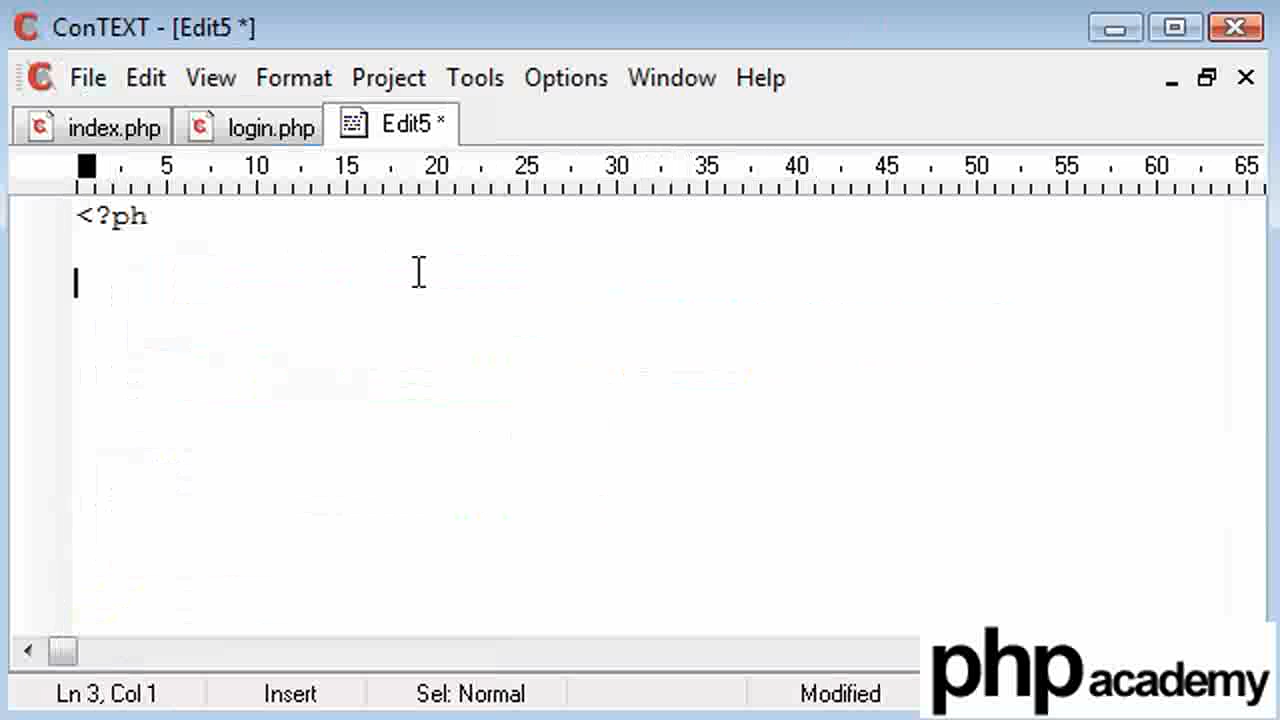 ConTEXT - [Edit5 *]
File Edit View Format Project Tools Options Window Help
index.php login.php Edit5 *
5 10 15 20 25 30 35 40 45 50 55 60 65
<?ph
Ln 3, Col 1 Insert Sel: Normal Modified
php academy